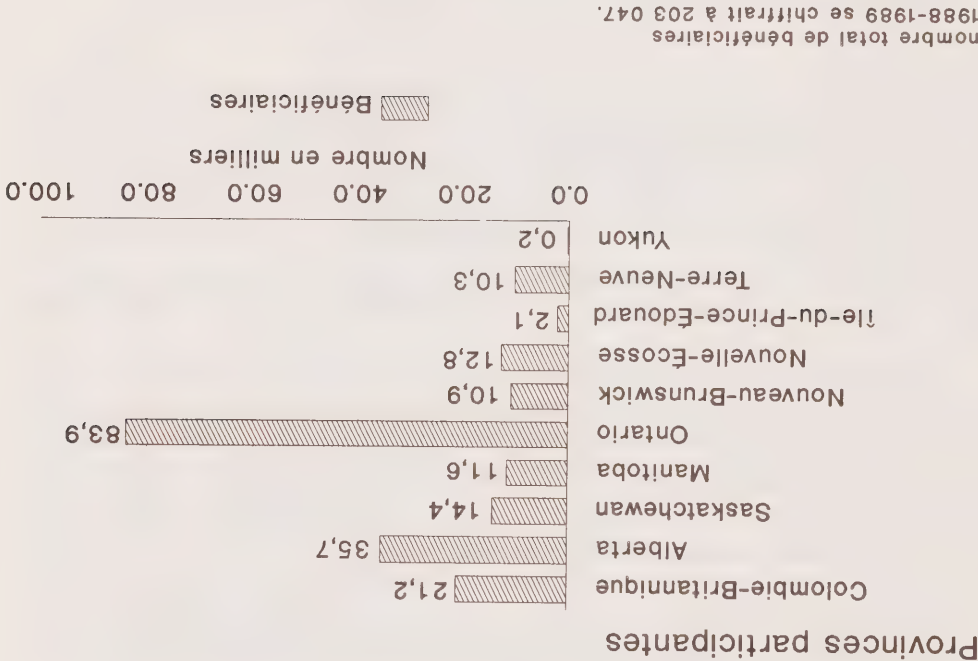 Provinces participantes
Colombie-Britannique 21,2
Alberta 35,7
Saskatchewan 14,4
Manitoba 11,6
Ontario 83,9
Nouveau-Brunswick 10,9
Nouvelle-Écosse 12,8
Île-du-Prince-Édouard 2,1
Terre-Neuve 10,3
Yukon 0,2
0.0 20.0 40.0 60.0 80.0 100.0
Nombre en milliers
Bénéficiaires
nombre total de bénéficiaires
1988-1989 se chiffrait à 203 047.